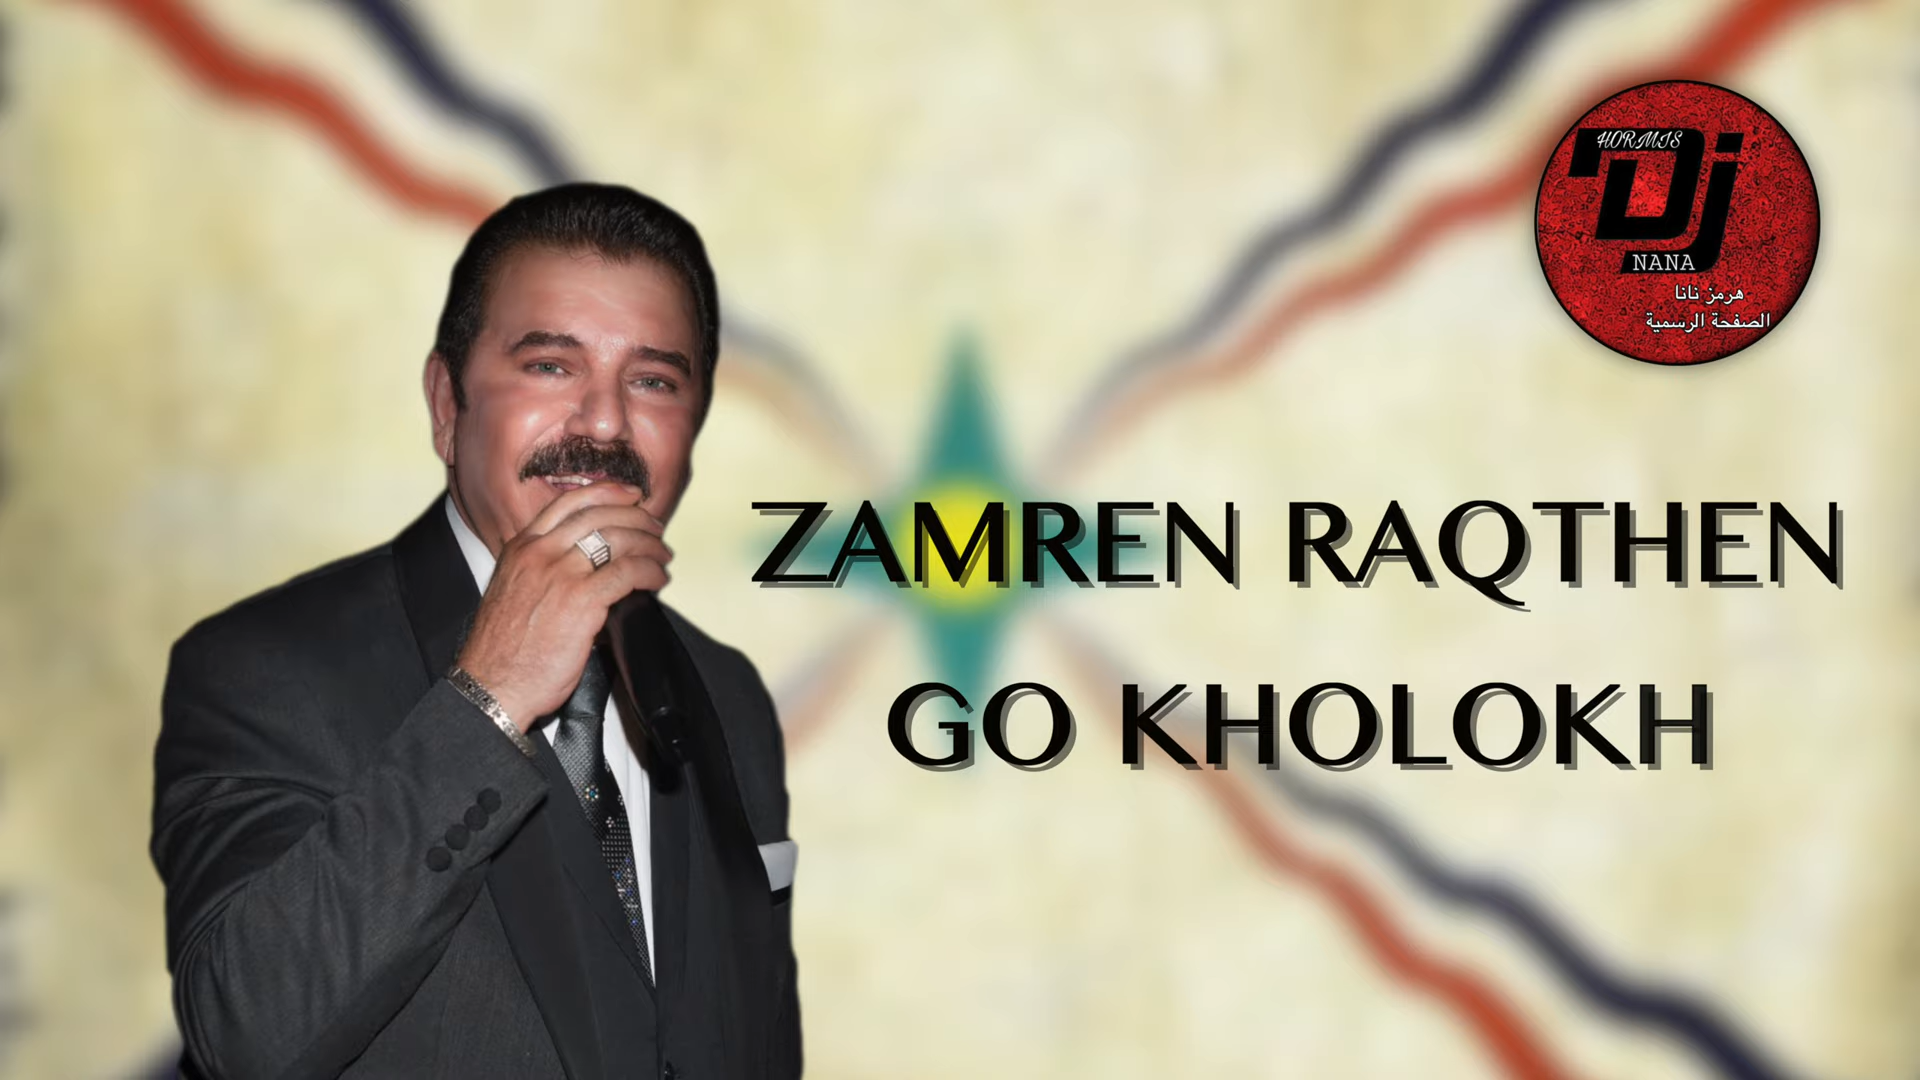 HORMIS
Dj
NANA
هرمز نانا
الصفحة الرسمية
ZAMREN RAQTHEN
GO KHOLOKH